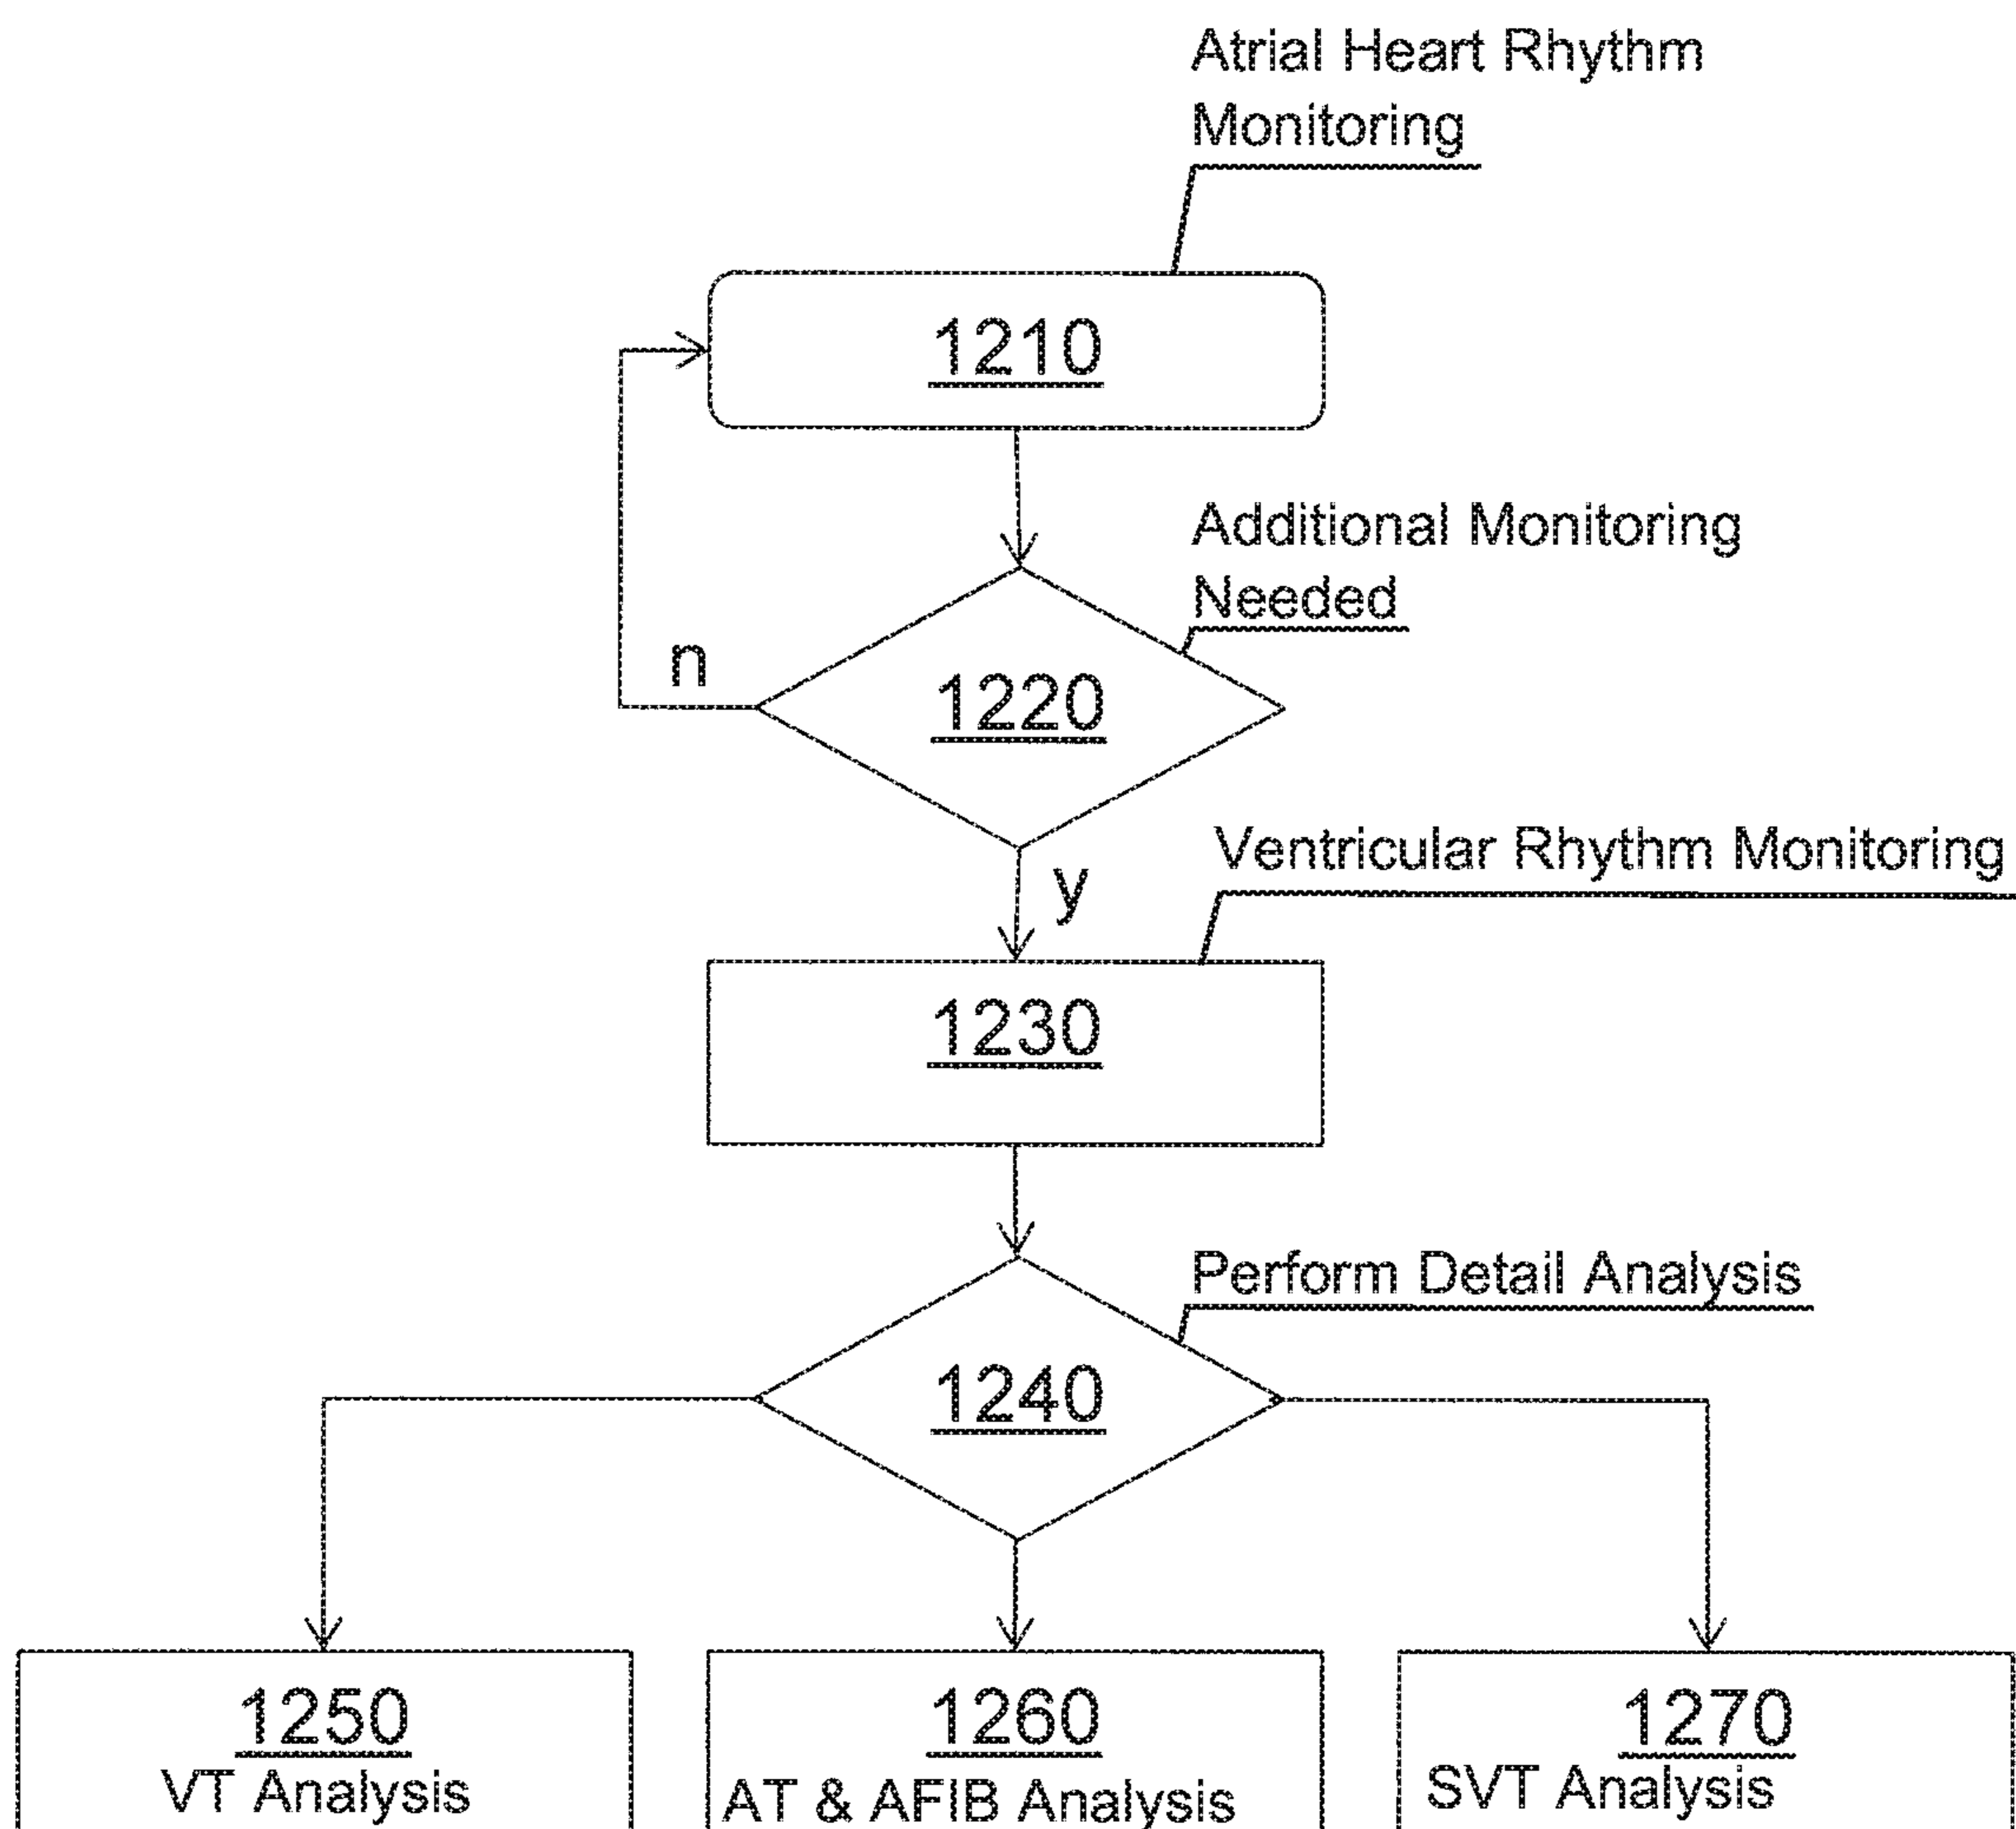 Atrial Heart Rhythm
Monitoring
1210
Additional Monitoring
Needed
n
1220
y
Ventricular Rhythm Monitoring
1230
Perform Detail Analysis
1240
1250
VT Analysis
1260
AT & AFIB Analysis
1270
SVT Analysis